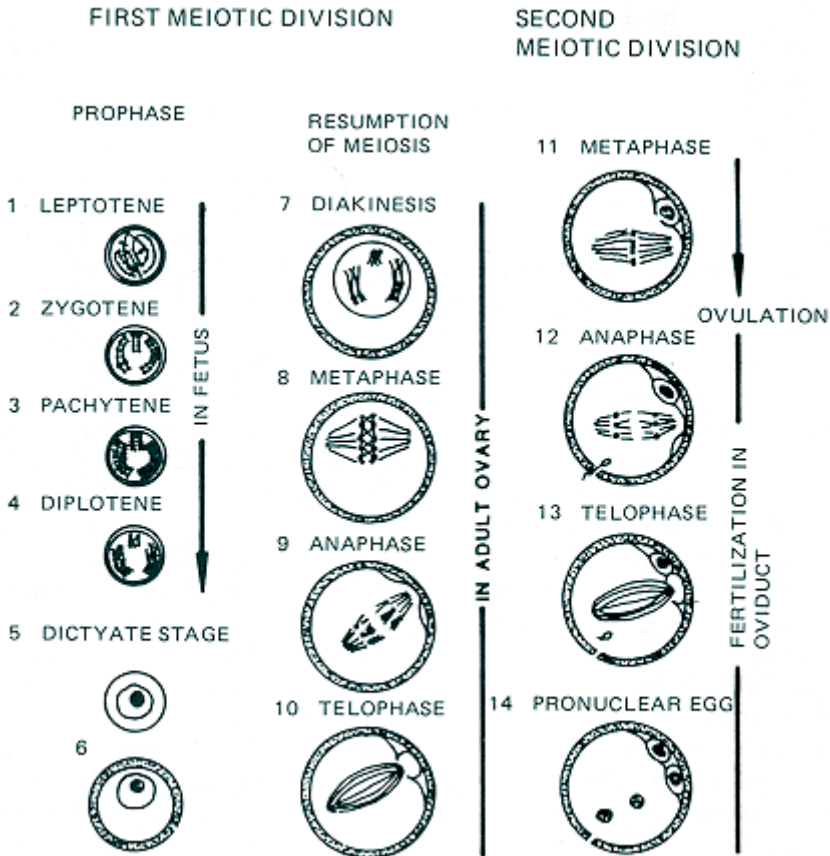 FIRST MEIOTIC DIVISION
SECOND
MEIOTIC DIVISION
PROPHASE
1 LEPTOTENE
2 ZYGOTENE
3 PACHYTENE
4 DIPLOTENE
IN FETUS
5 DICTYATE STAGE
6
RESUMPTION
OF MEIOSIS
7 DIAKINESIS
8 METAPHASE
9 ANAPHASE
10 TELOPHASE
IN ADULT OVARY
11 METAPHASE
OVULATION
12 ANAPHASE
13 TELOPHASE
14 PRONUCLEAR EGG
FERTILIZATION IN
OVIDUCT